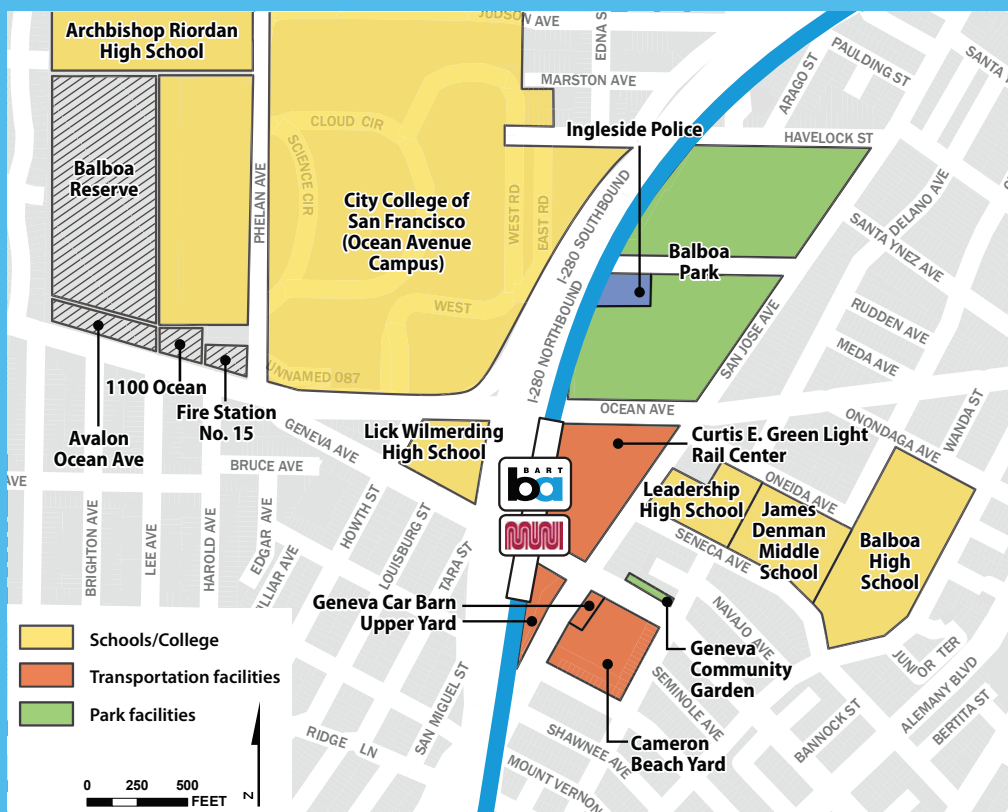 JUDSON AVE
EDNA S
Archbishop Riordan
High School
MARSTON AVE
ARAGO ST
PAULDING ST
SANTA
CLOUD CIR
SCIENCE CIR
Ingleside Police
HAVELOCK ST
Balboa
Reserve
PHELAN AVE
City College of
San Francisco
(Ocean Avenue
Campus)
WEST RD
EAST RD
I-280 SOUTHBOUND
DELANO AVE
SANTA YNEZ AVE
Balboa
Park
WEST
I-280 NORTHBOUND
SAN JOSE AVE
RUDDEN AVE
MEDA AVE
UNNAMED 087
1100 Ocean
Fire Station
No. 15
Avalon
Ocean Ave
GENEVA AVE
Lick Wilmerding
High School
OCEAN AVE
Curtis E. Green Light
Rail Center
ONONDAGA AVE
WANDA ST
BRUCE AVE
AVE
BART
ba
MUNI
Leadership
High School
ONEIDA AVE
James
Denman
Middle
School
Balboa
High
School
SENECA AVE
BRIGHTON AVE
LEE AVE
HAROLD AVE
EDGAR AVE
LLIAR AVE
HOWTH ST
LOUISBURG ST
TARA ST
Geneva Car Barn
Upper Yard
NAVAJO AVE
Geneva
Community
Garden
JUNIOR TER
ALEMANY BLVD
BERTITA ST
Schools/College
Transportation facilities
Park facilities
SAN MIGUEL ST
SEMINOLE AVE
BANNOCK ST
RIDGE LN
SHAWNEE AVE
Cameron
Beach Yard
MOUNT VERNON
0 250 500
FEET
N